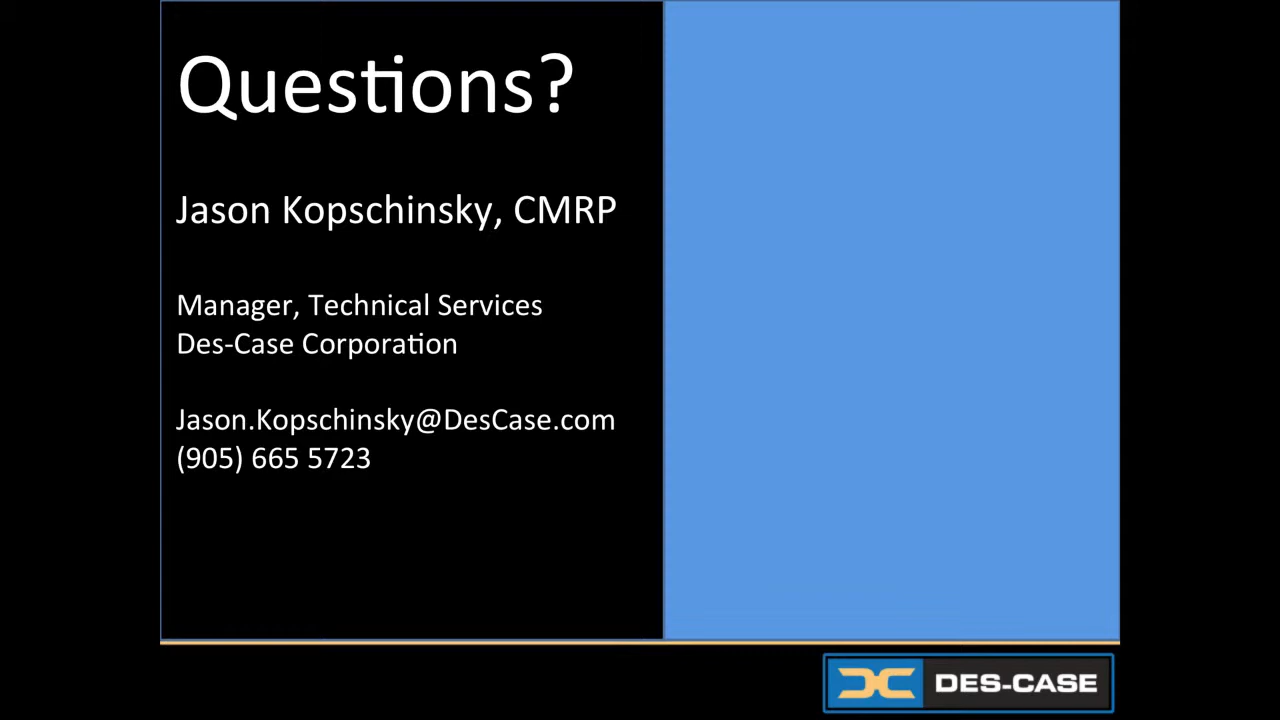 Questions?
Jason Kopschinsky, CMRP
Manager, Technical Services
Des-Case Corporation
Jason.Kopschinsky@DesCase.com
(905) 665 5723
DES-CASE